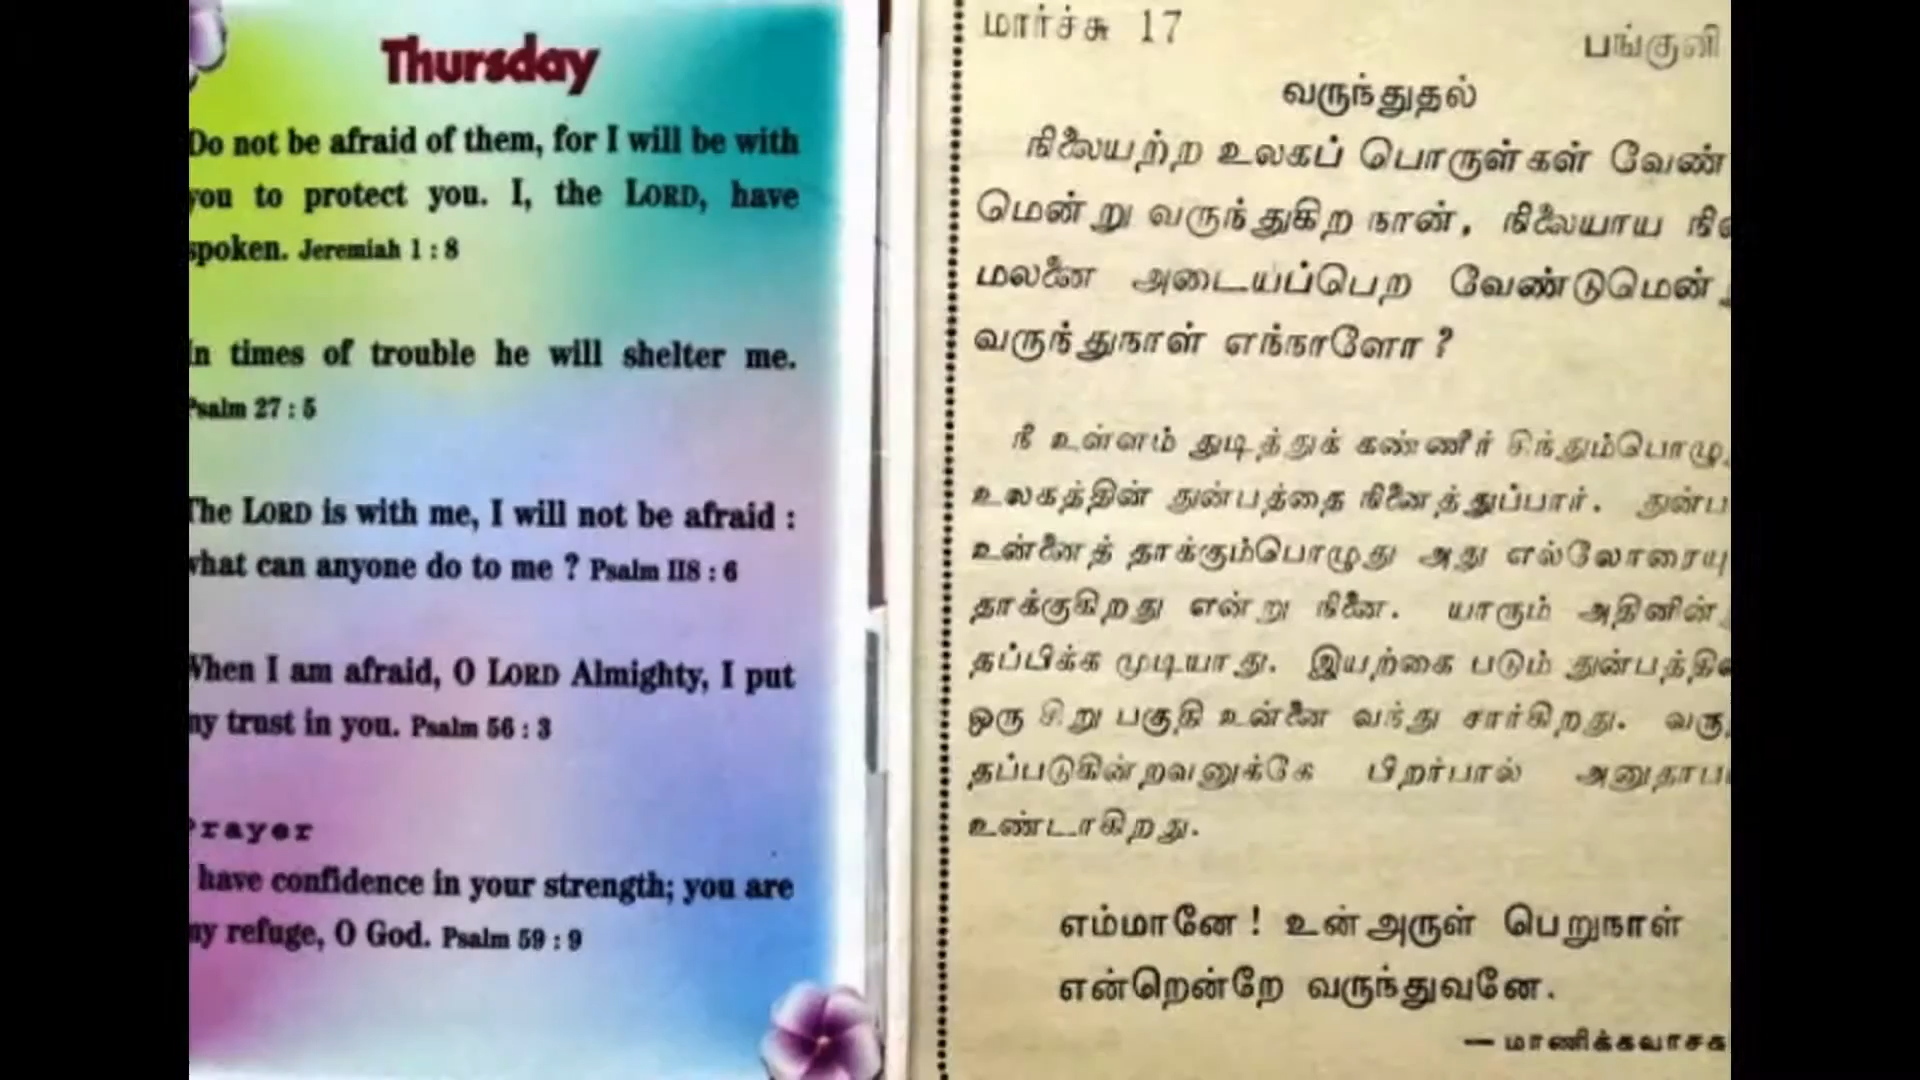 Thursday
Do not be afraid of them, for I will be with
you to protect you. I, the LORD, have
spoken. Jeremiah 1 : 8
In times of trouble he will shelter me.
Psalm 27 : 5
The LORD is with me, I will not be afraid :
what can anyone do to me ? Psalm 118 : 6
When I am afraid, O LORD Almighty, I put
my trust in you. Psalm 56 : 3
Prayer
have confidence in your strength; you are
my refuge, O God. Psalm 59 : 9
மார்ச்சு 17
பங்குனி
வருந்துதல்
நிலையற்ற உலகப் பொருள்கள் வேண்
மென்று வருந்துகிற நான், நிலையாய
மலனை அடையப்பெற வேண்டுமென்
வருந்துநாள் எந்நாளோ ?
நீ உள்ளம் துடித்துக் கண்ணீர் சிந்தும்பொழு
உலகத்தின் துன்பத்தை நினைத்துப்பார். துன்ப
உன்னைத் தாக்கும்பொழுது அது எல்லோரையு
தாக்குகிறது என்று நினை. யாரும் அதினின்
தப்பிக்க முடியாது. இயற்கை படும் துன்பத்தி
ஒரு சிறு பகுதி உன்னை வந்து சார்கிறது. வரு
தப்படுகின்றவனுக்கே பிறர்பால் அனுதாப
உண்டாகிறது.
எம்மானே ! உன் அருள் பெறுநாள்
என்றென்றே வருந்துவனே.
— மாணிக்கவாசக